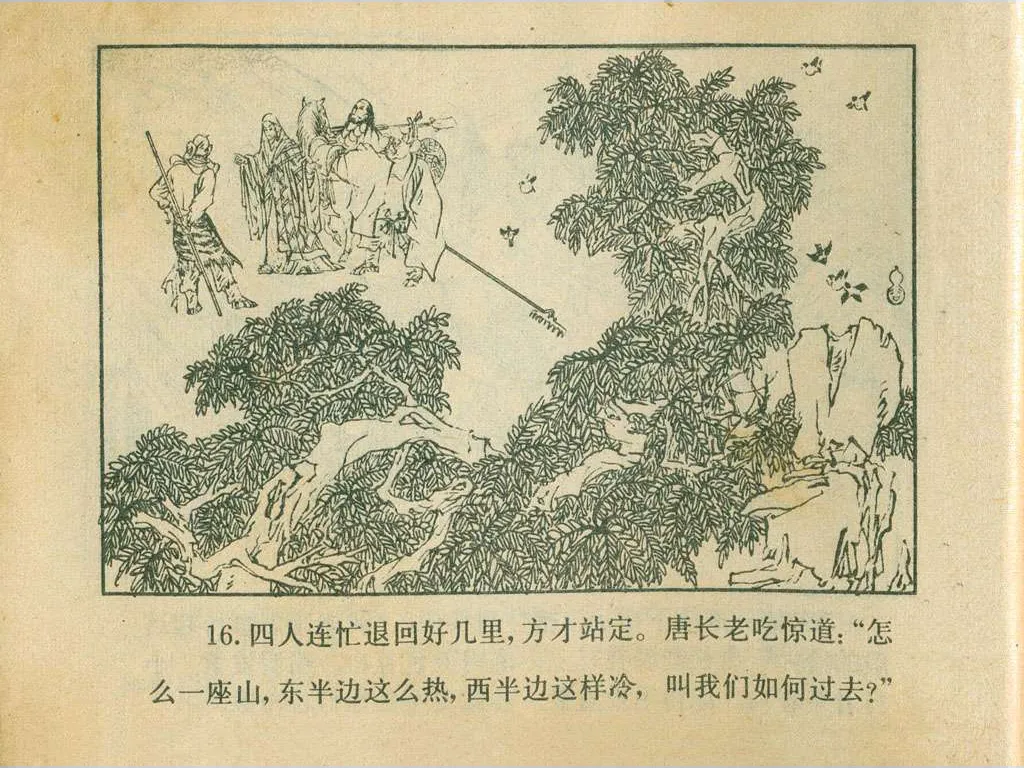 16. 四人连忙退回好几里，方才站定。唐长老吃惊道：“怎
么一座山，东半边这么热，西半边这样冷，叫我们如何过去？”